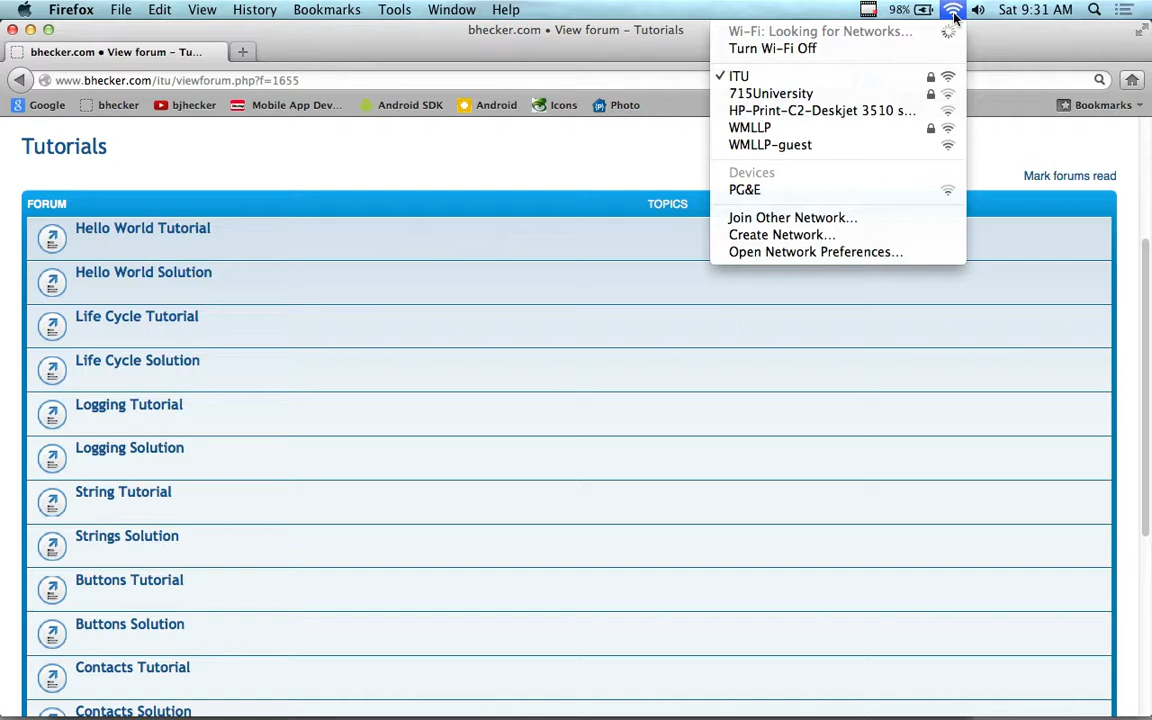 Firefox File Edit View History Bookmarks Tools Window Help 98% Sat 9:31 AM
bhecker.com • View forum – Tutorials
Wi-Fi: Looking for Networks...
Turn Wi-Fi Off
bhecker.com • View forum – Tu...
www.bhecker.com/itu/viewforum.php?f=1655
Google bhecker bjhecker Mobile App Dev... Android SDK Android Icons Photo Bookmarks
ITU
715University
HP-Print-C2-Deskjet 3510 s...
WMLLP
WMLLP-guest
Devices
PG&E
Join Other Network...
Create Network...
Open Network Preferences...
Tutorials
Mark forums read
FORUM TOPICS
Hello World Tutorial
Hello World Solution
Life Cycle Tutorial
Life Cycle Solution
Logging Tutorial
Logging Solution
String Tutorial
Strings Solution
Buttons Tutorial
Buttons Solution
Contacts Tutorial
Contacts Solution